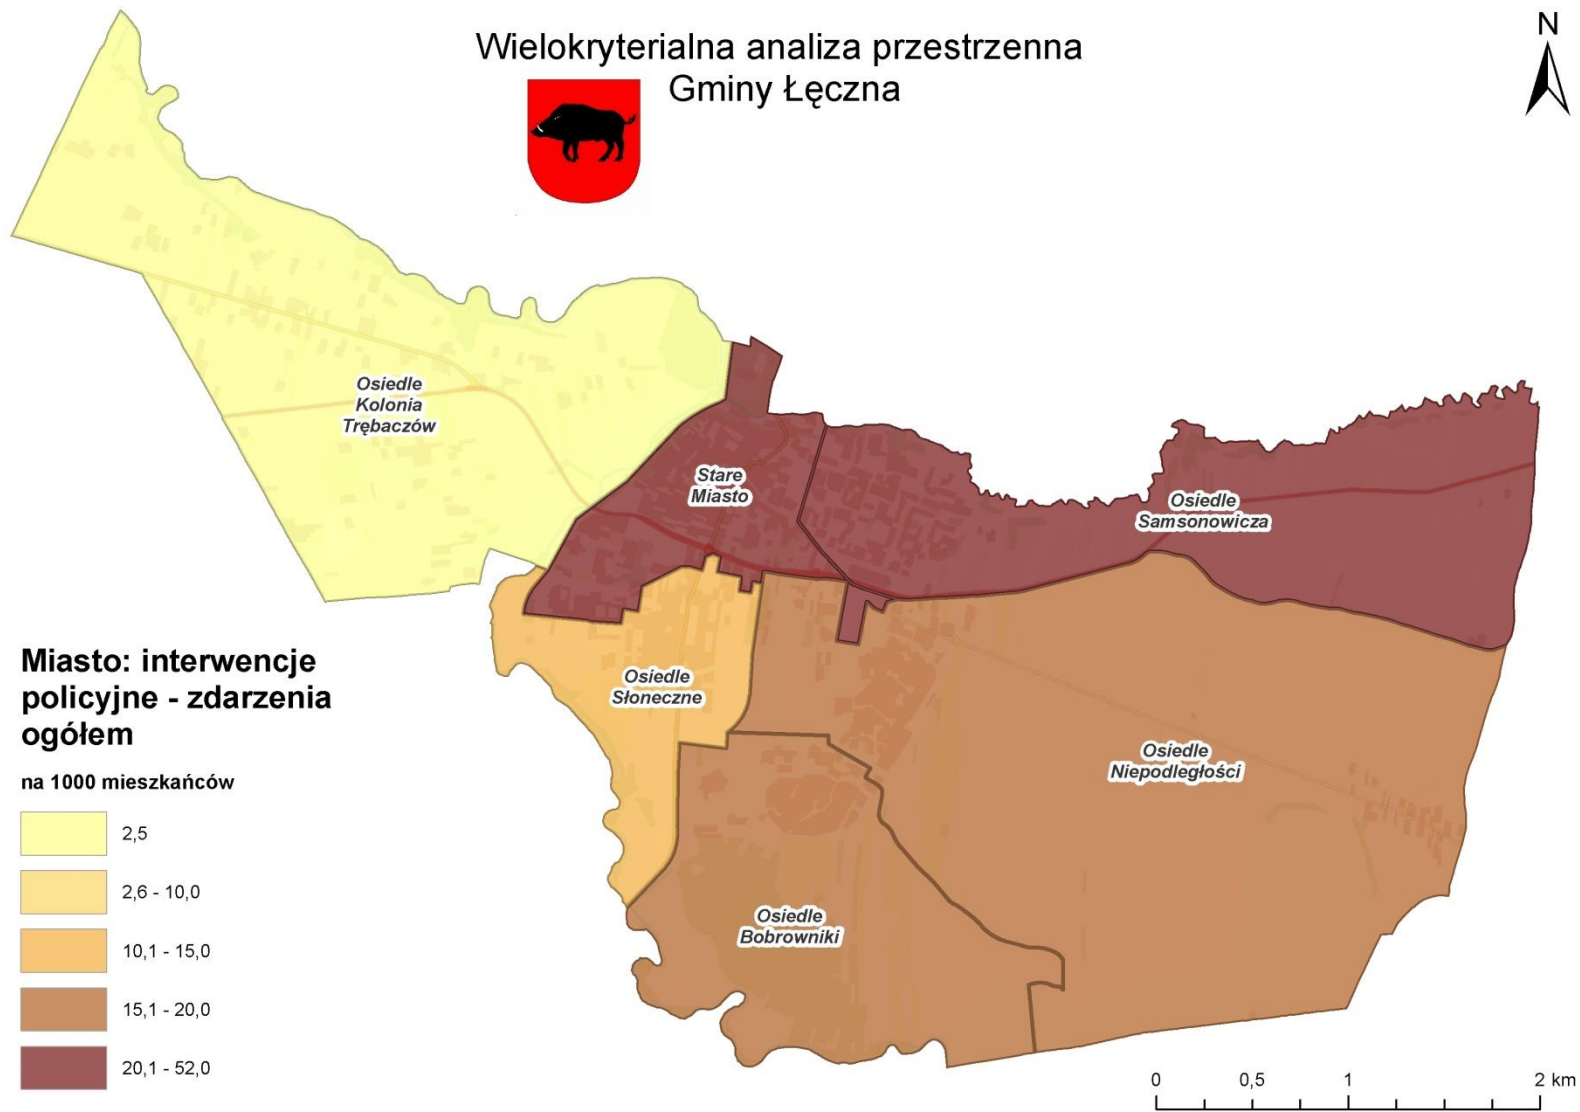 Wielokryterialna analiza przestrzenna
Gminy Łęczna
N
Osiedle
Kolonia
Trębaczów
Stare
Miasto
Osiedle
Samsonowicza
Osiedle
Słoneczne
Osiedle
Niepodległości
Osiedle
Bobrowniki
Miasto: interwencje
policyjne - zdarzenia
ogółem
na 1000 mieszkańców
2,5
2,6 - 10,0
10,1 - 15,0
15,1 - 20,0
20,1 - 52,0
0 0,5 1 2 km